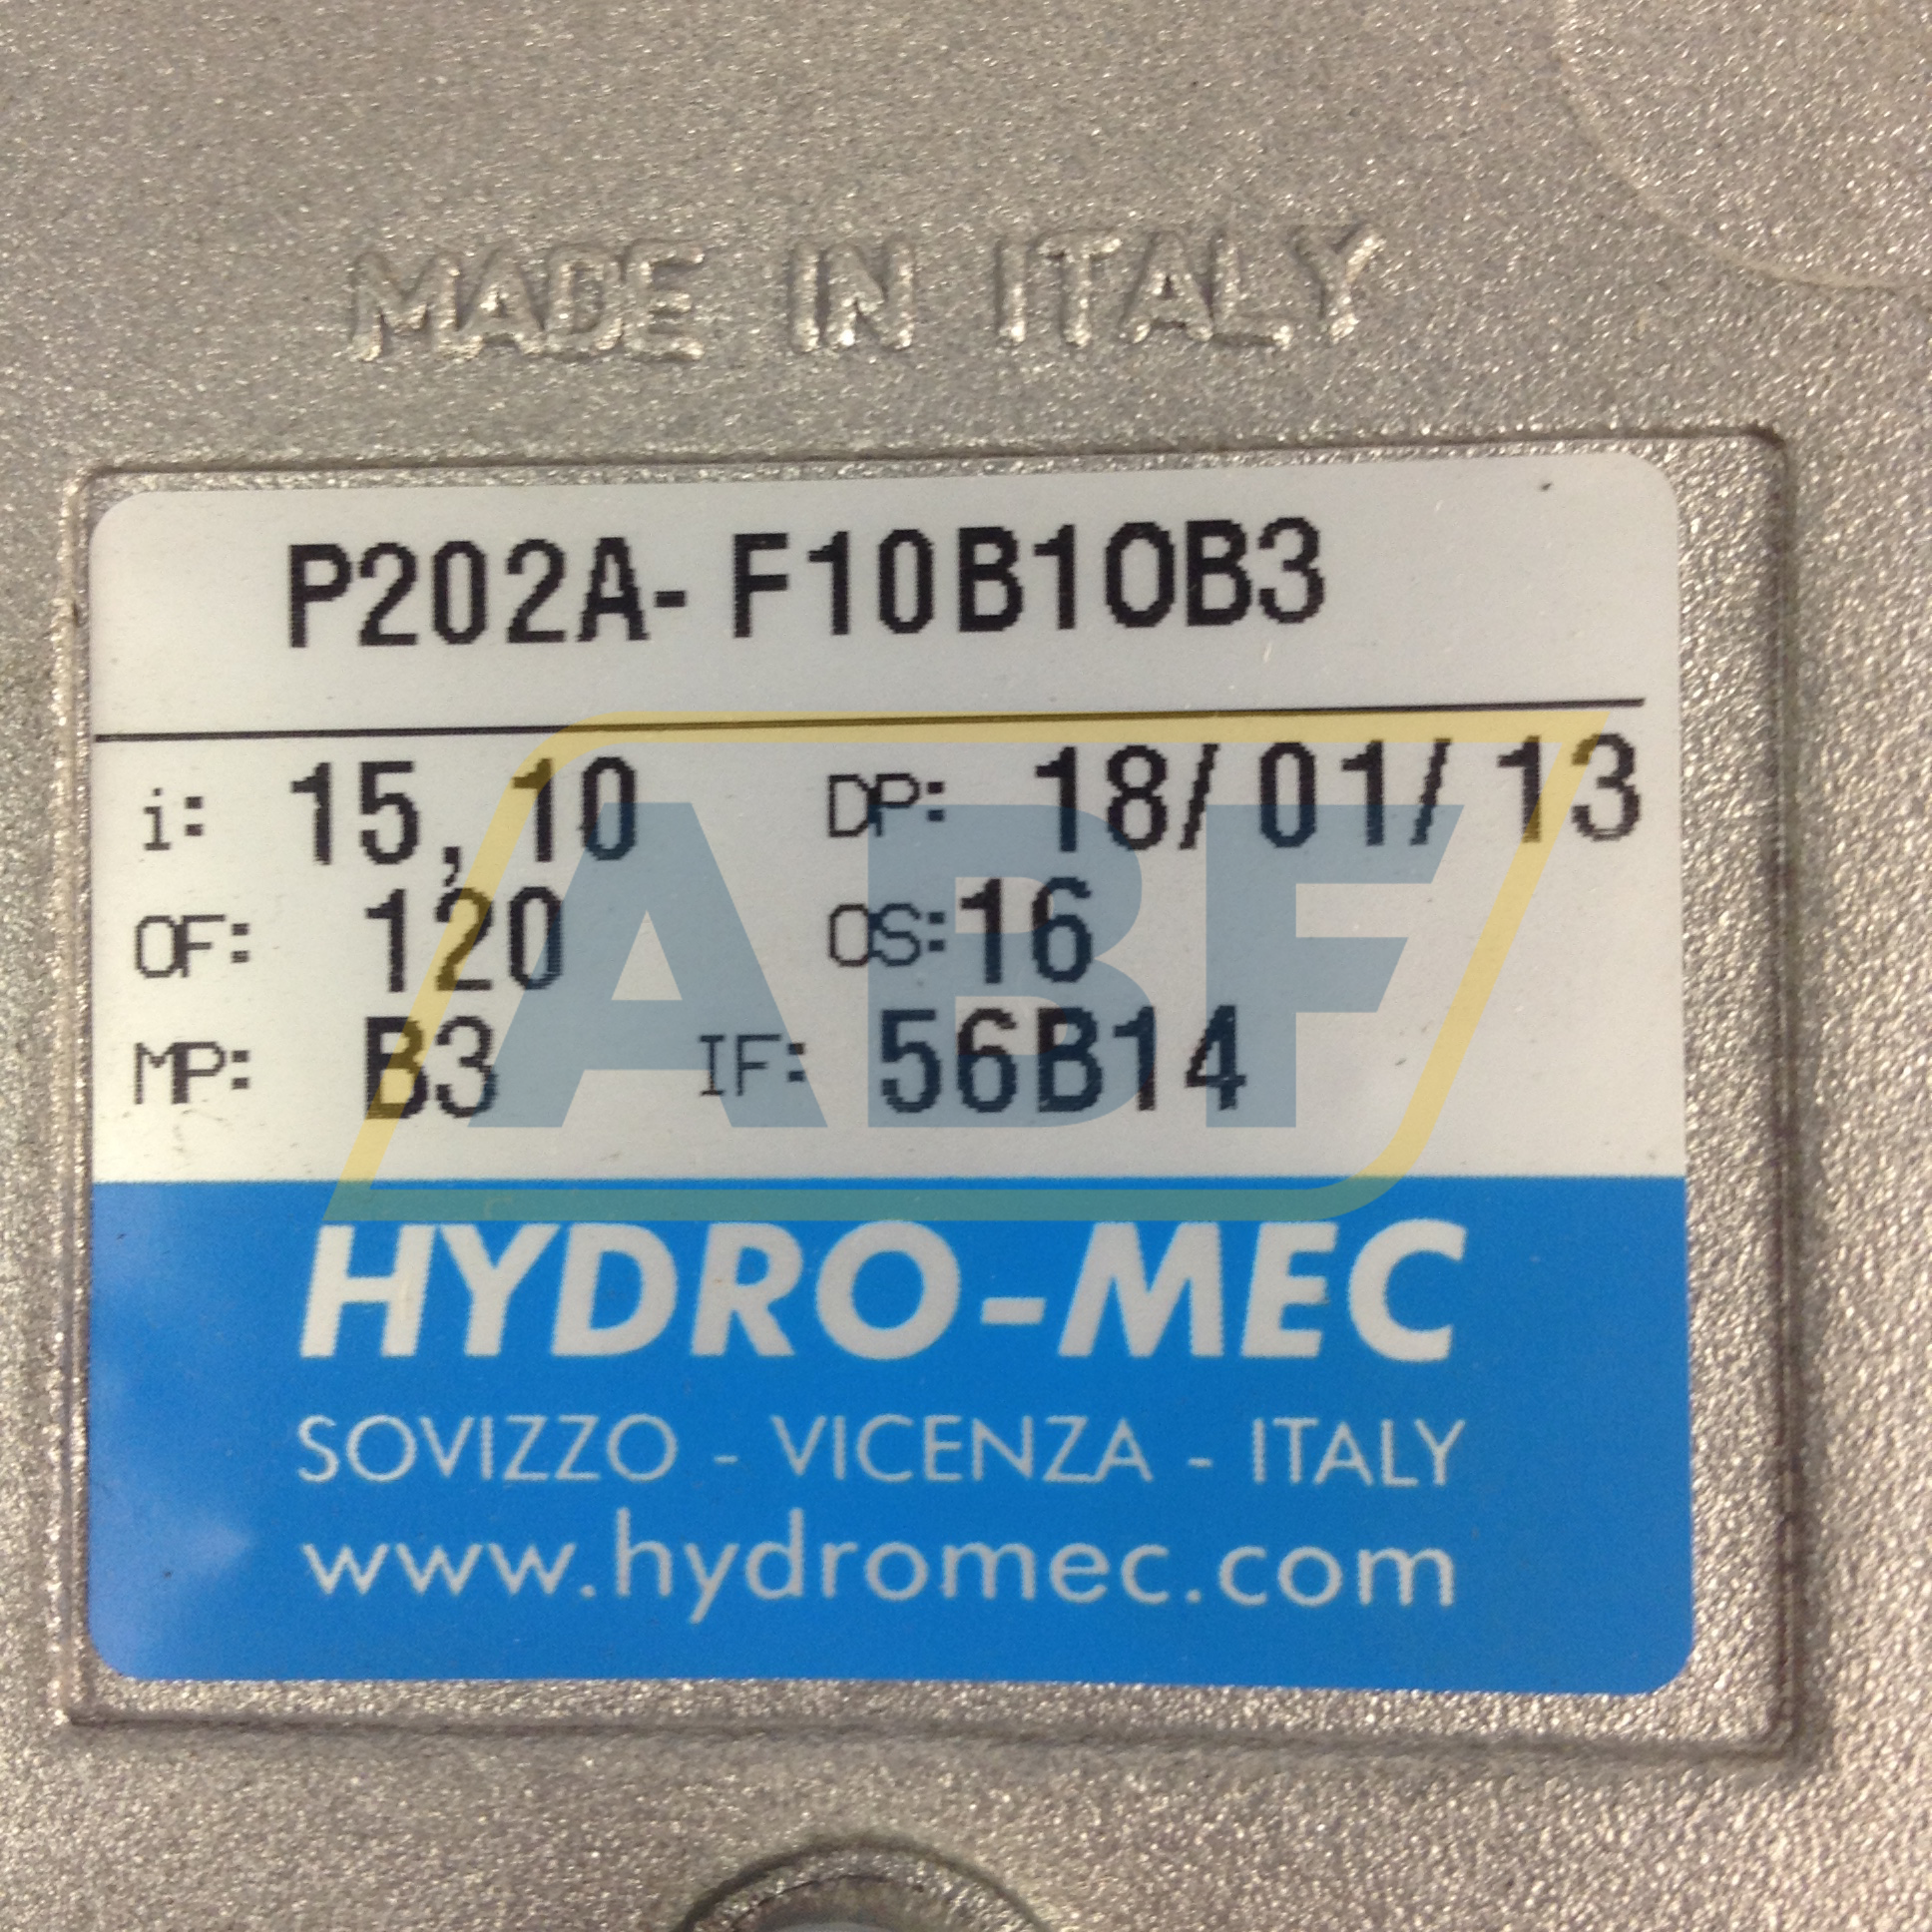 MADE IN ITALY
P202A-F10B1OB3
i: 15,10 DP: 18/01/13
OF: 120 OS: 16
MP: B3 IF: 56B14
ABF
HYDRO-MEC
SOVIZZO - VICENZA - ITALY
www.hydromec.com